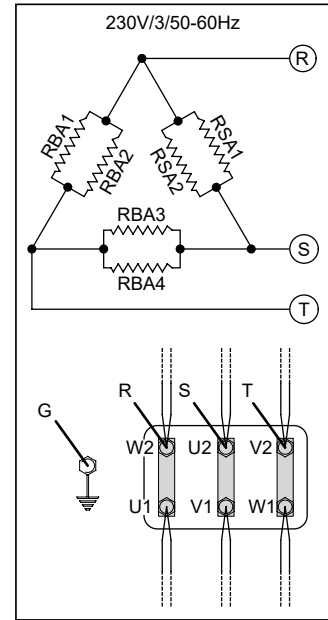 230V/3/50-60Hz
R
RBA1
RBA2
RSA1
RSA2
RBA3
RBA4
S
T
G
R
S
T
W2
U2
V2
U1
V1
W1